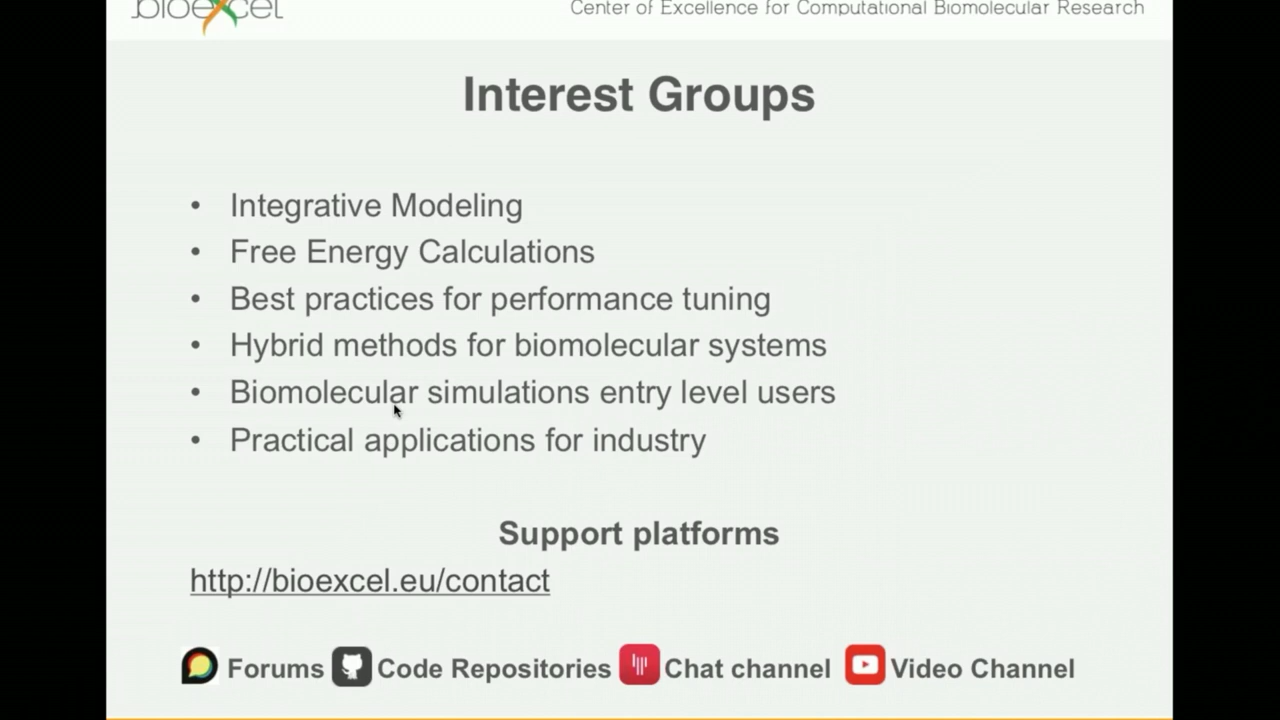 bioexcel
Center of Excellence for Computational Biomolecular Research
Interest Groups
• Integrative Modeling
• Free Energy Calculations
• Best practices for performance tuning
• Hybrid methods for biomolecular systems
• Biomolecular simulations entry level users
• Practical applications for industry
Support platforms
http://bioexcel.eu/contact
Forums Code Repositories Chat channel Video Channel